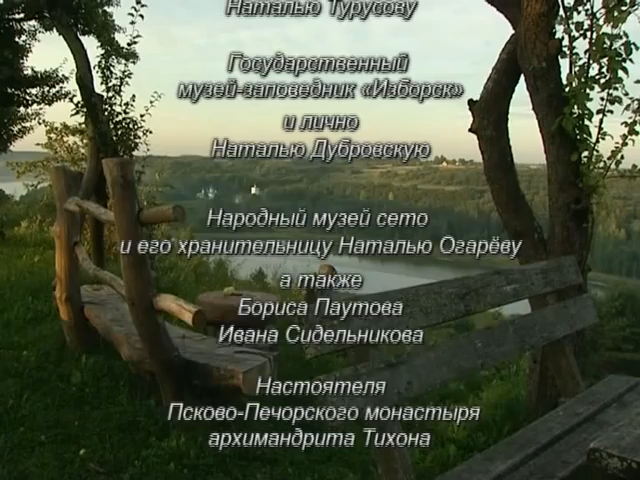 Наталью Турусову
Государственный
музей-заповедник «Изборск»
и лично
Наталью Дубровскую
Народный музей сето
и его хранительницу Наталью Огарёву
а также
Бориса Паутова
Ивана Сидельникова
Настоятеля
Псково-Печорского монастыря
архимандрита Тихона